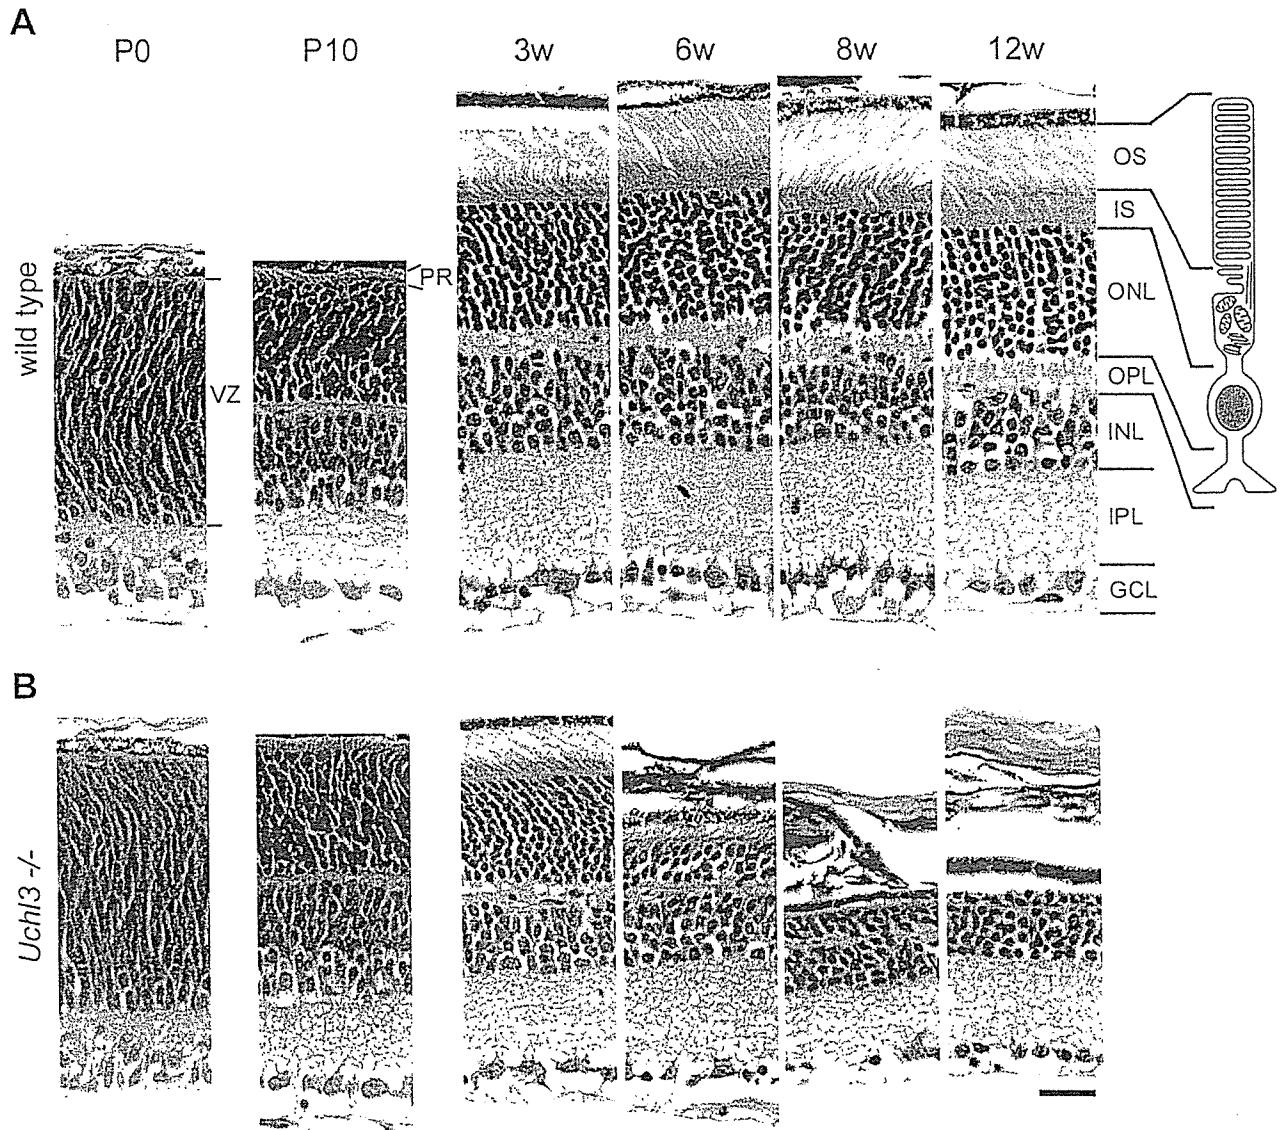 A
P0 P10 3w 6w 8w 12w
wild type
OS
IS
PR
ONL
VZ
OPL
INL
IPL
GCL
B
Uchl3 -/-